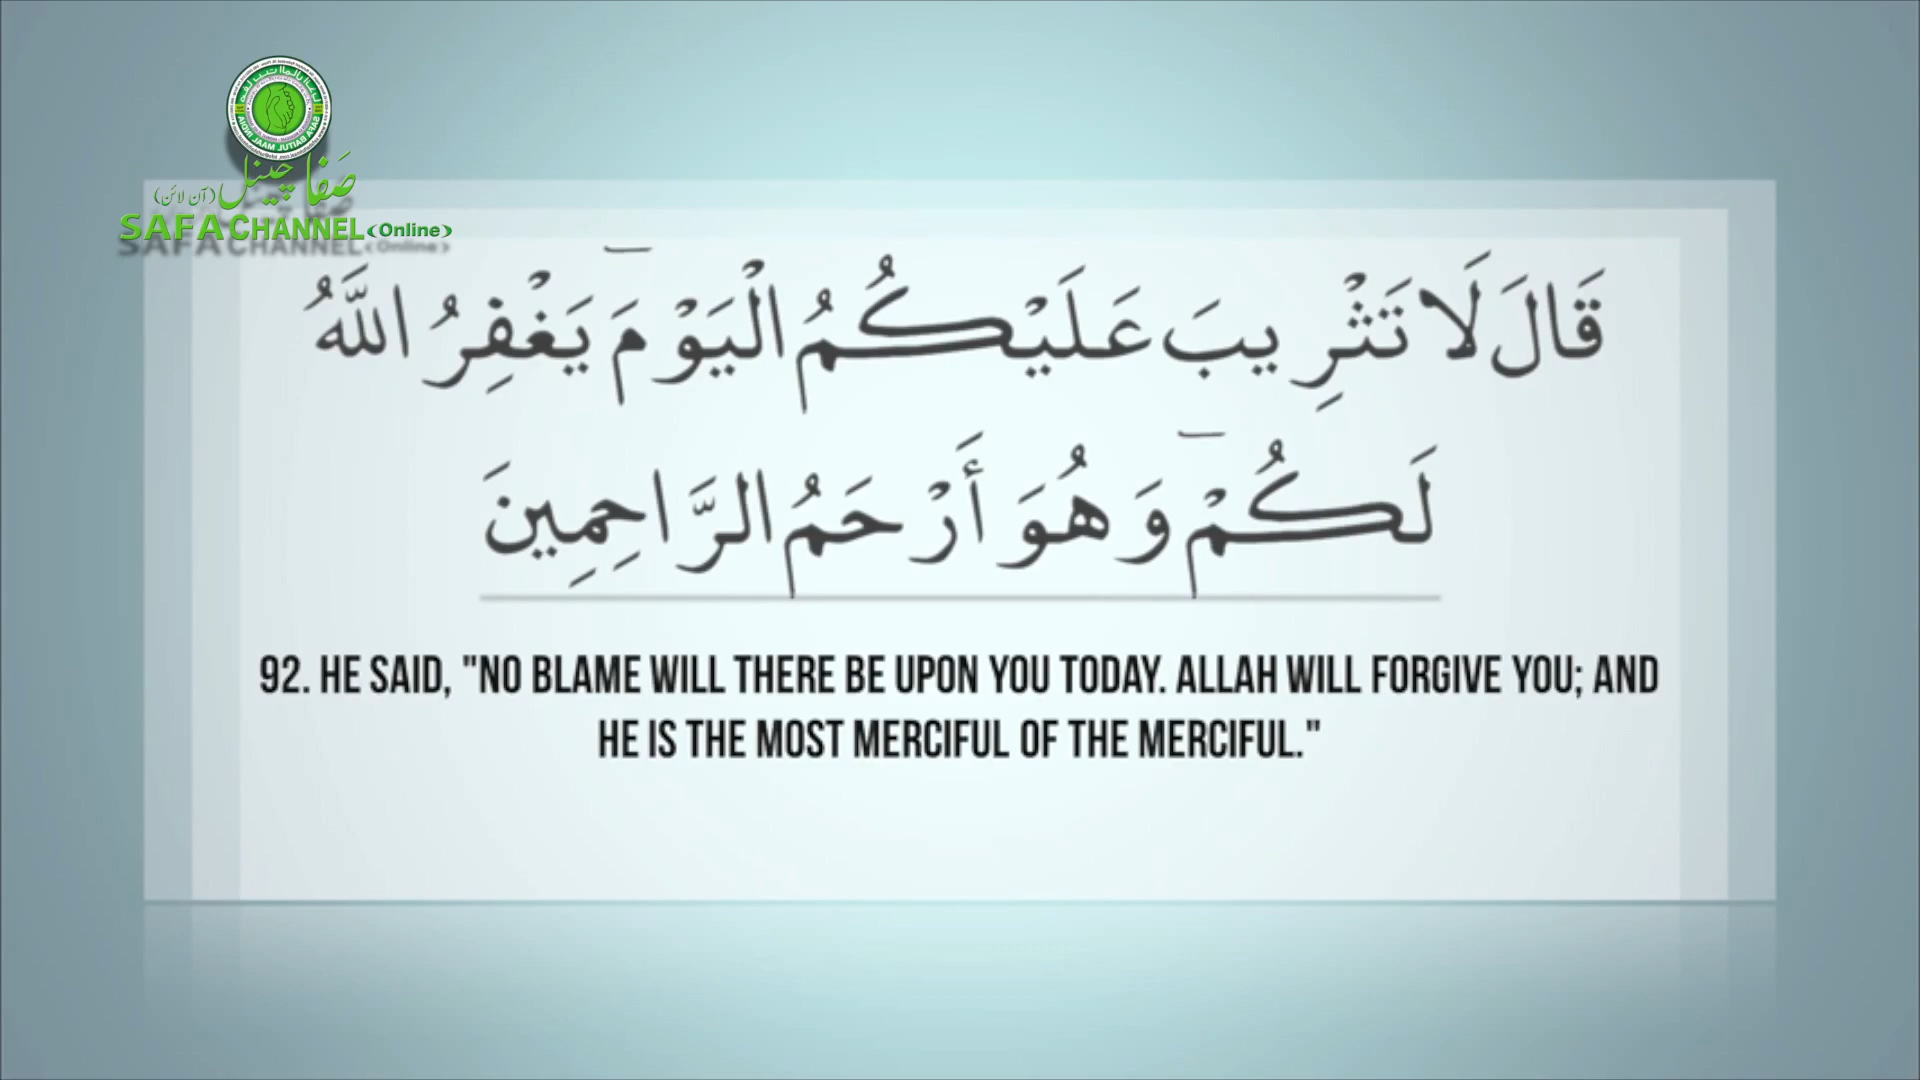 صفا چینل (آن لائن)
SAFA CHANNEL <Online>
قَالَ لَا تَثْرِيبَ عَلَيْكُمُ الْيَوْمَ يَغْفِرُ اللَّهُ
لَكُمْ وَهُوَ أَرْحَمُ الرَّاحِمِينَ
92. HE SAID, "NO BLAME WILL THERE BE UPON YOU TODAY. ALLAH WILL FORGIVE YOU; AND
HE IS THE MOST MERCIFUL OF THE MERCIFUL."